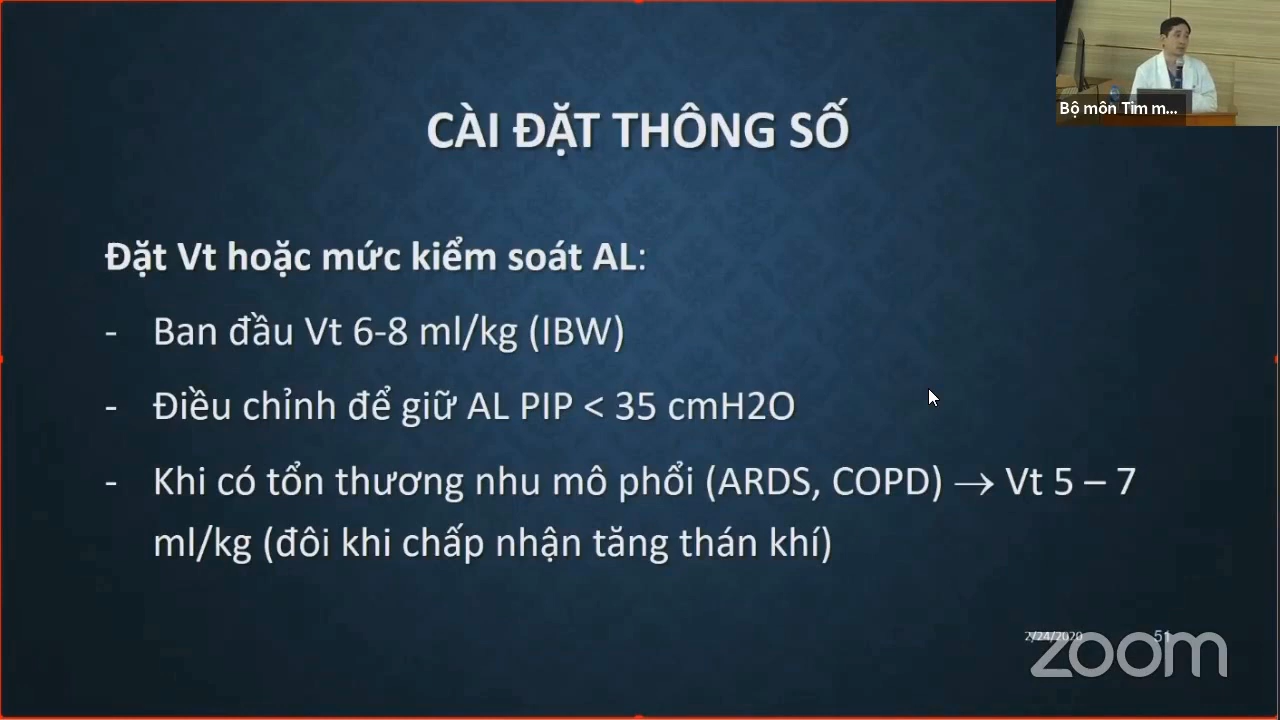 Bộ môn Tim m...
CÀI ĐẶT THÔNG SỐ
Đặt Vt hoặc mức kiểm soát AL:
- Ban đầu Vt 6-8 ml/kg (IBW)
- Điều chỉnh để giữ AL PIP < 35 cmH2O
- Khi có tổn thương nhu mô phổi (ARDS, COPD) → Vt 5 – 7
ml/kg (đôi khi chấp nhận tăng thán khí)
2/24/2020 51
zoom